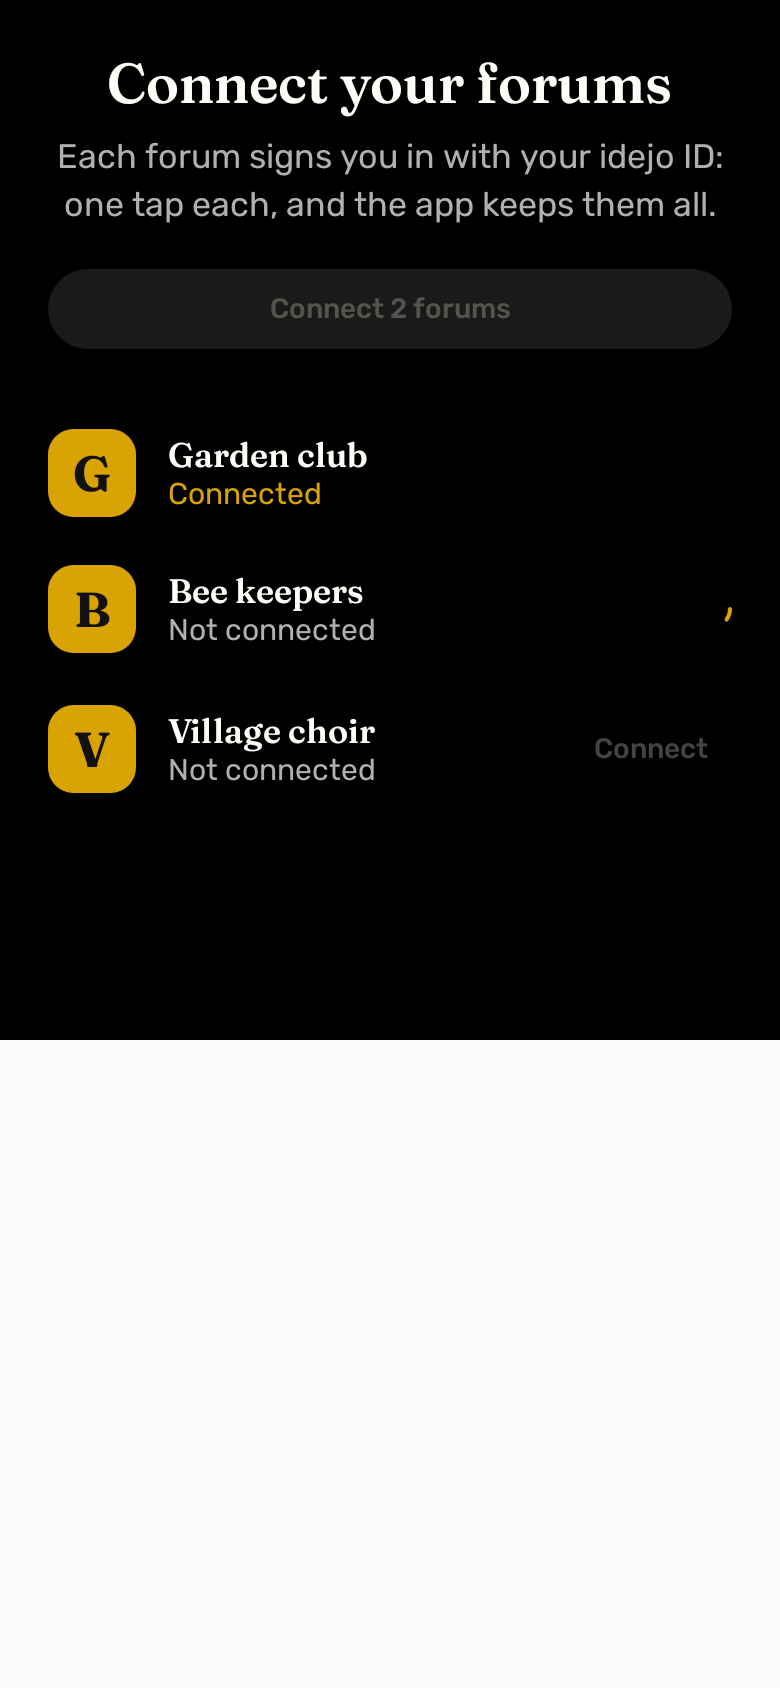 Connect your forums
Each forum signs you in with your idejo ID:
one tap each, and the app keeps them all.
Connect 2 forums
G
Garden club
Connected
B
Bee keepers
Not connected
V
Village choir
Not connected
Connect